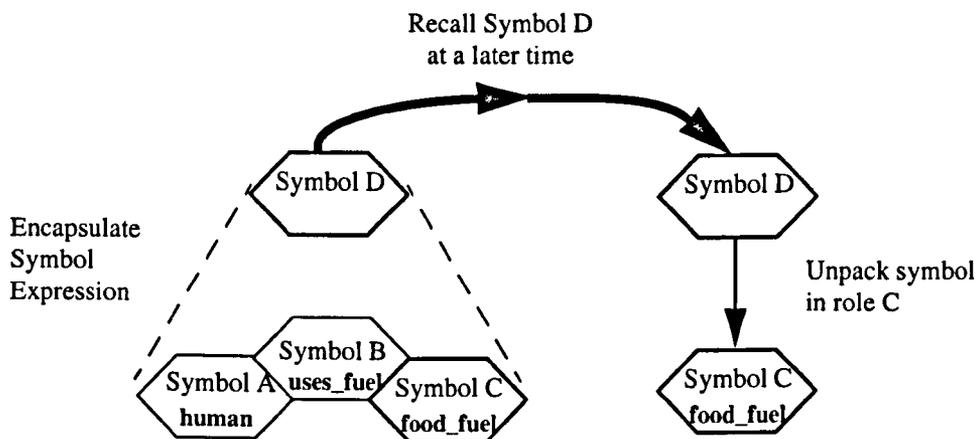 Recall Symbol D
at a later time
Symbol D
Symbol D
Encapsulate
Symbol
Expression
Unpack symbol
in role C
Symbol B
uses_fuel
Symbol A
human
Symbol C
food_fuel
Symbol C
food_fuel